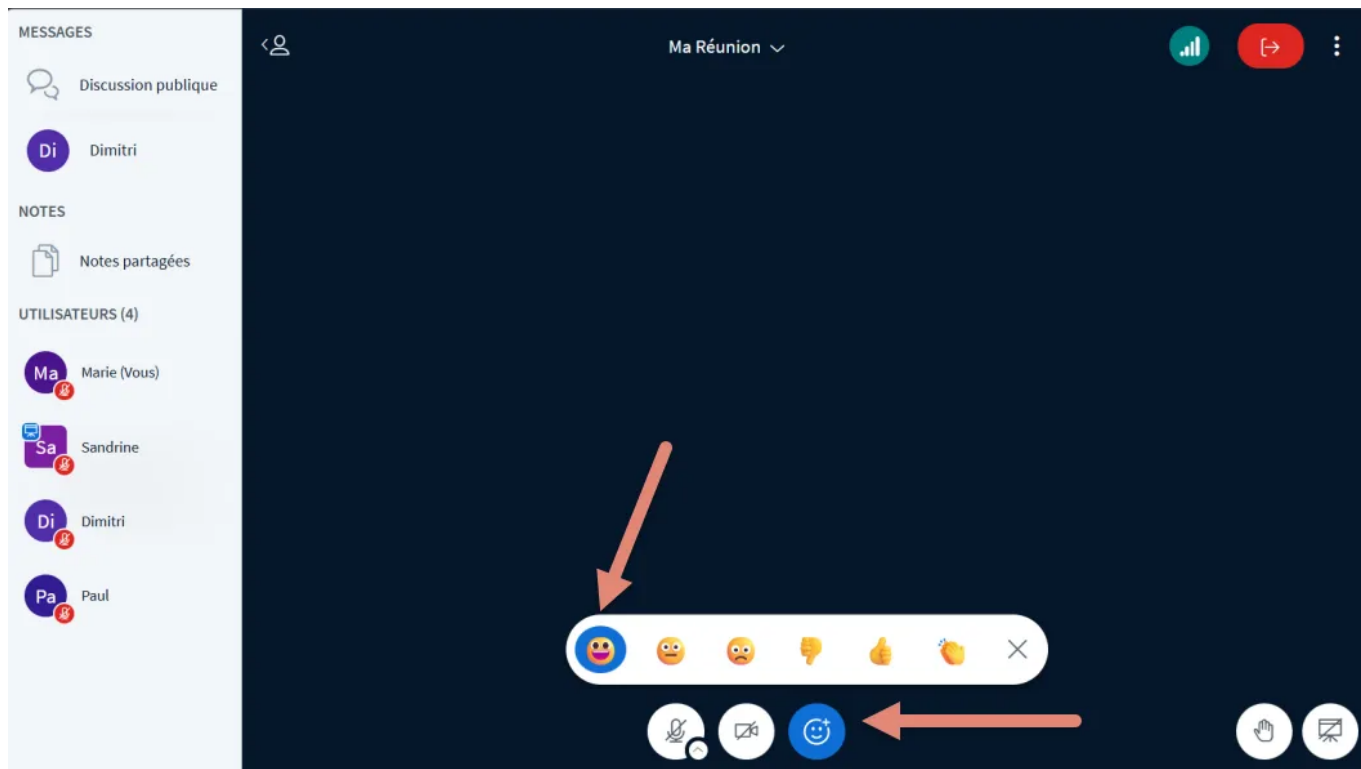 MESSAGES
Discussion publique
Di
Dimitri
NOTES
Notes partagées
UTILISATEURS (4)
Ma
Marie (Vous)
Sa
Sandrine
Di
Dimitri
Pa
Paul
Ma Réunion